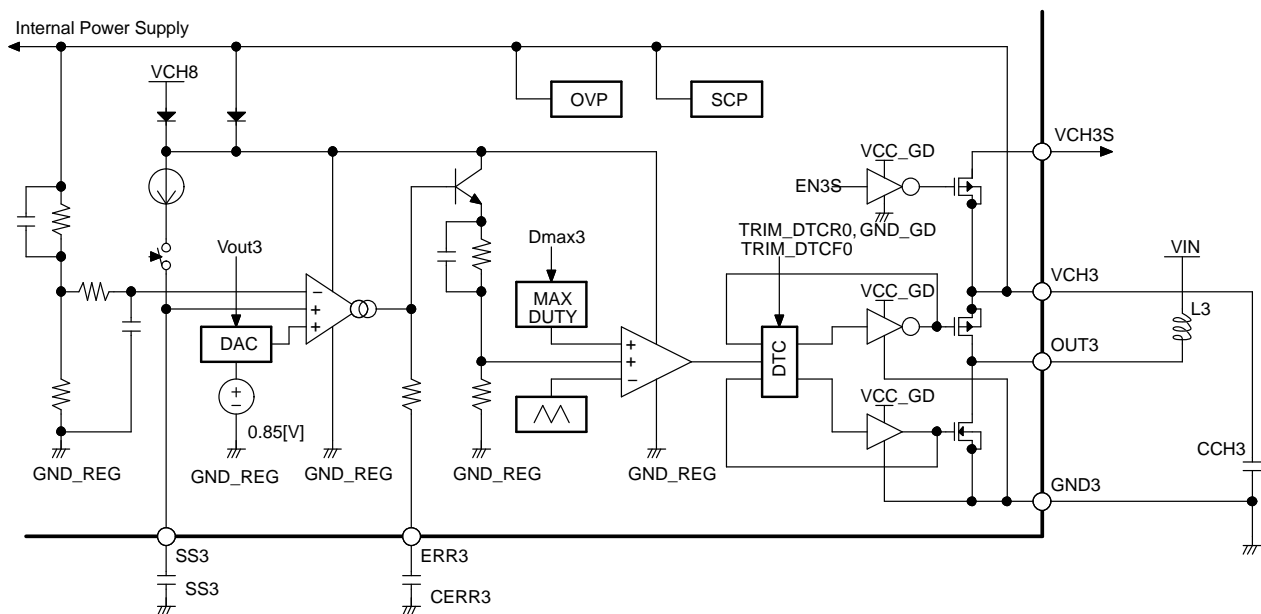 Internal Power Supply
VCH8
OVP
SCP
VCH3S
VCC_GD
EN3S
Vout3
Dmax3
TRIM_DTCR0, GND_GD
TRIM_DTCF0
VIN
VCH3
MAX
DUTY
VCC_GD
L3
DAC
DTC
OUT3
VCC_GD
0.85[V]
CCH3
GND_REG
GND_REG
GND_REG
GND_REG
GND_REG
GND3
SS3
ERR3
SS3
CERR3